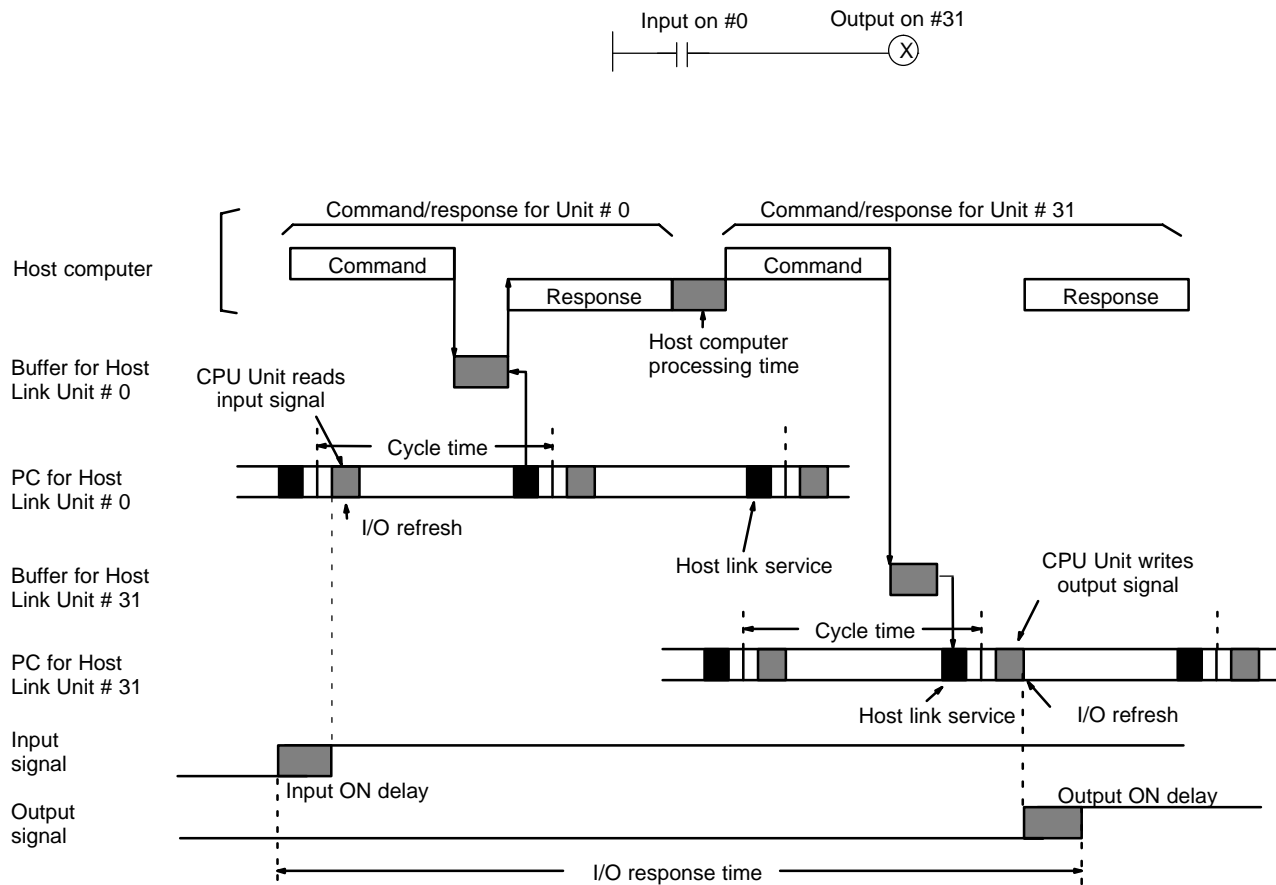 Input on #0
Output on #31
X
Command/response for Unit # 0
Command/response for Unit # 31
Host computer
Command
Command
Response
Response
Host computer
processing time
Buffer for Host
Link Unit # 0
CPU Unit reads
input signal
Cycle time
PC for Host
Link Unit # 0
I/O refresh
Host link service
CPU Unit writes
output signal
Buffer for Host
Link Unit # 31
Cycle time
PC for Host
Link Unit # 31
Host link service
I/O refresh
Input
signal
Input ON delay
Output
signal
Output ON delay
I/O response time